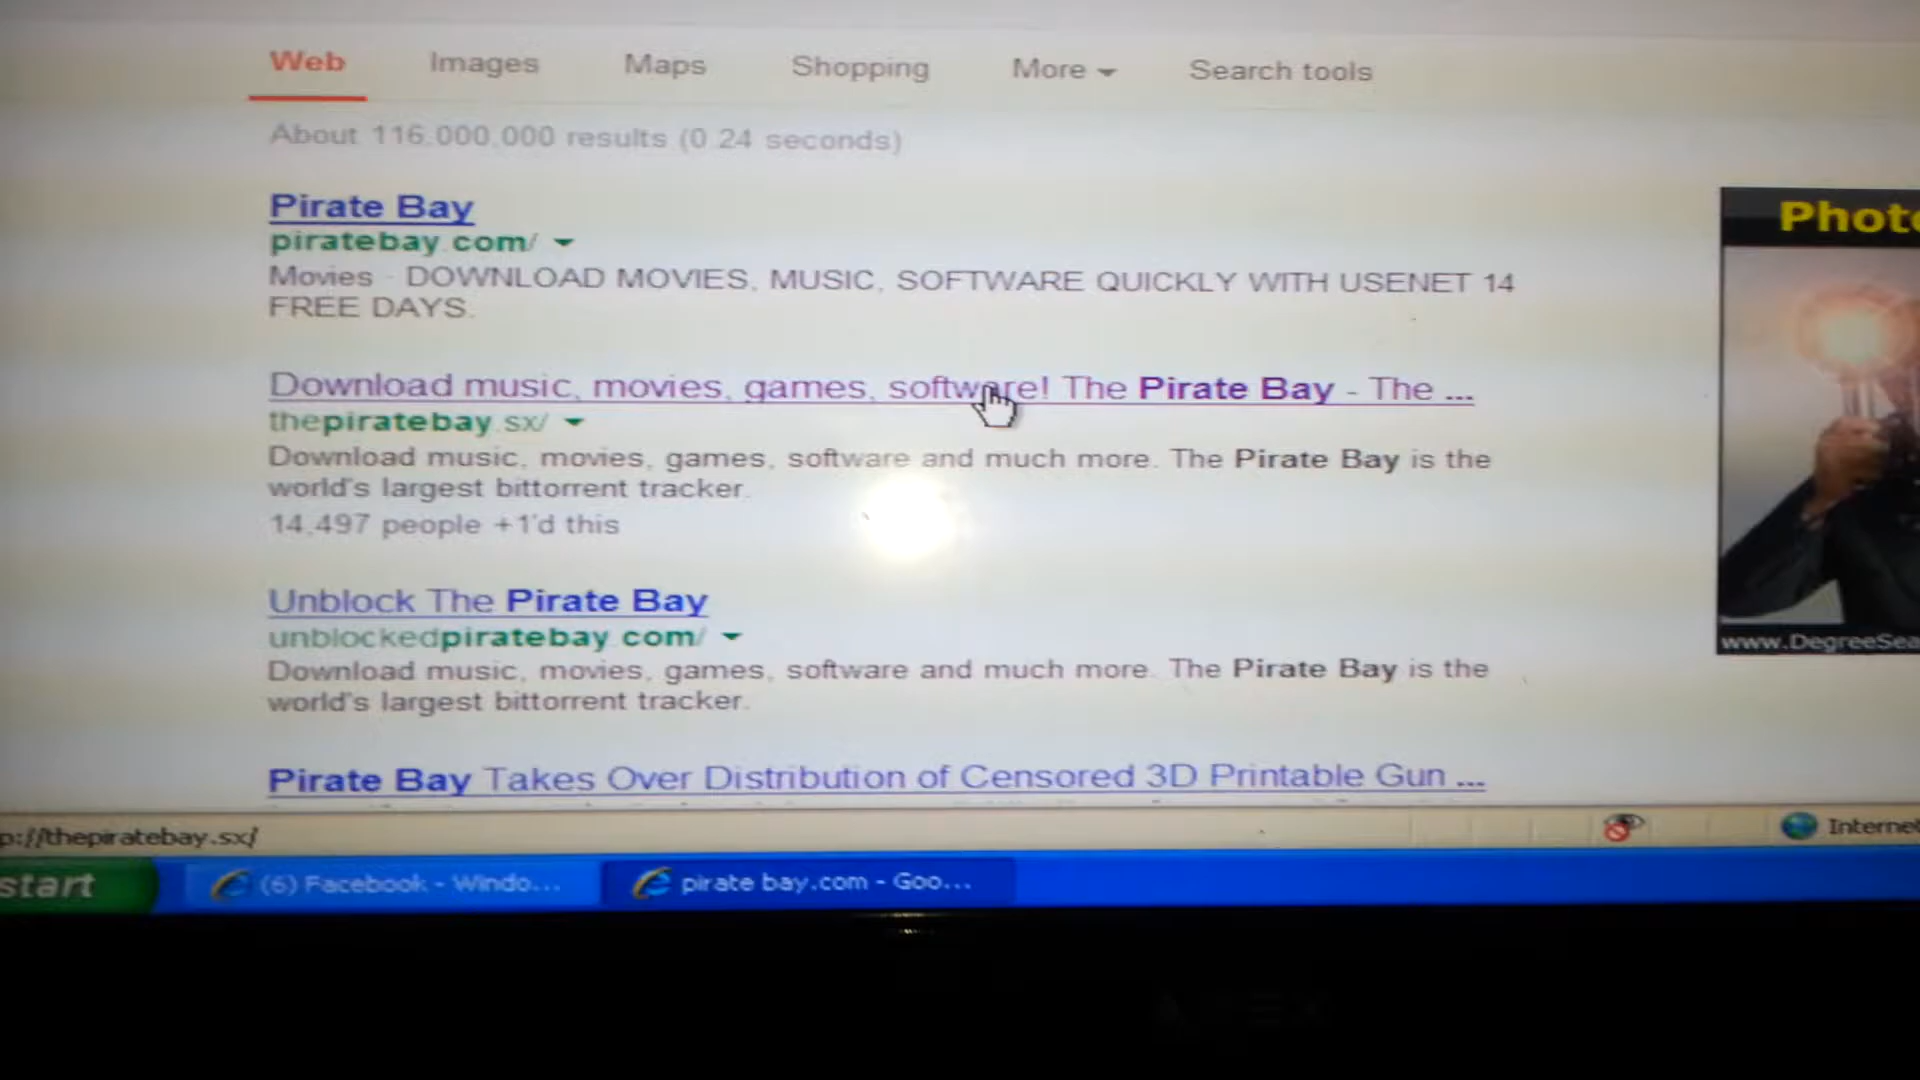 Web Images Maps Shopping More Search tools
About 116,000,000 results (0.24 seconds)
Pirate Bay
piratebay.com/
Movies - DOWNLOAD MOVIES, MUSIC, SOFTWARE QUICKLY WITH USENET 14
FREE DAYS.
Download music, movies, games, software! The Pirate Bay - The ...
thepiratebay.sx/
Download music, movies, games, software and much more. The Pirate Bay is the
world's largest bittorrent tracker.
14,497 people +1'd this
Unblock The Pirate Bay
unblockedpiratebay.com/
Download music, movies, games, software and much more. The Pirate Bay is the
world's largest bittorrent tracker.
Pirate Bay Takes Over Distribution of Censored 3D Printable Gun ...
Phot
www.DegreeSea
p://thepiratebay.sx/
Internet
start
(6) Facebook - Windo...
pirate bay.com - Goo...